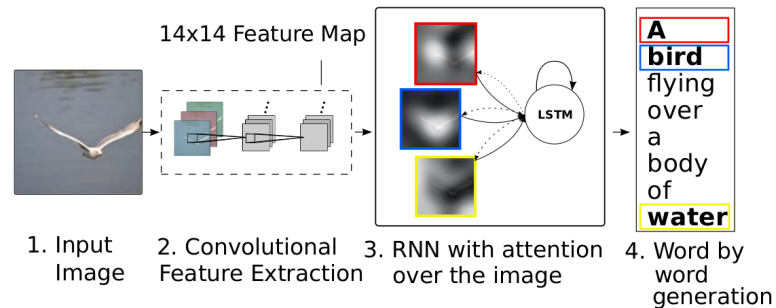 14x14 Feature Map
LSTM
A
bird
flying
over
a
body
of
water
1. Input
Image
2. Convolutional
Feature Extraction
3. RNN with attention
over the image
4. Word by
word
generation